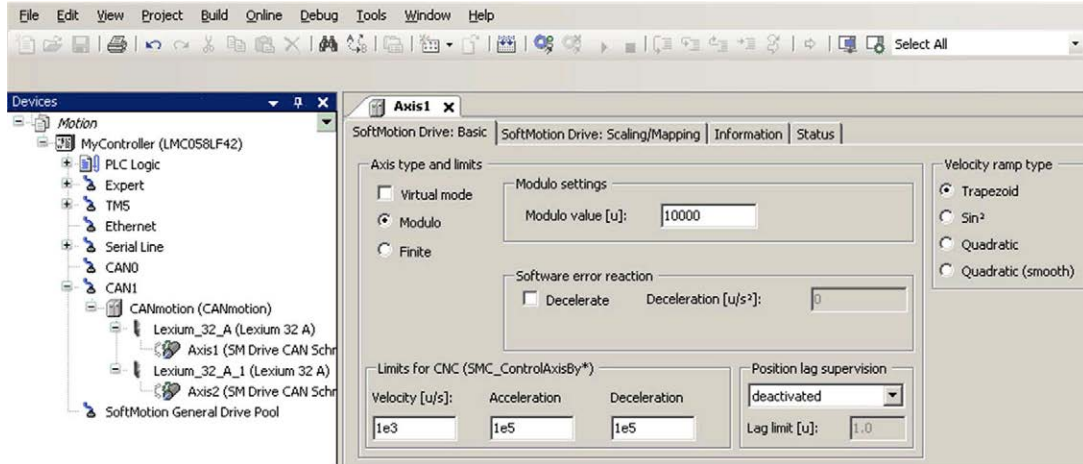 File Edit View Project Build Online Debug Tools Window Help
Select All
Devices
Motion
MyController (LMC058LF42)
PLC Logic
Expert
TM5
Ethernet
Serial Line
CAN0
CAN1
CANmotion (CANmotion)
Lexium_32_A (Lexium 32 A)
Axis1 (SM Drive CAN Schr
Lexium_32_A_1 (Lexium 32 A)
Axis2 (SM Drive CAN Schr
SoftMotion General Drive Pool
Axis1
SoftMotion Drive: Basic SoftMotion Drive: Scaling/Mapping Information Status
Axis type and limits
Virtual mode
Modulo
Finite
Modulo settings
Modulo value [u]: 10000
Software error reaction
Decelerate Deceleration [u/s²]: 0
Limits for CNC (SMC_ControlAxisBy*)
Velocity [u/s]: Acceleration Deceleration
1e3 1e5 1e5
Position lag supervision
deactivated
Lag limit [u]: 1.0
Velocity ramp type
Trapezoid
Sin²
Quadratic
Quadratic (smooth)